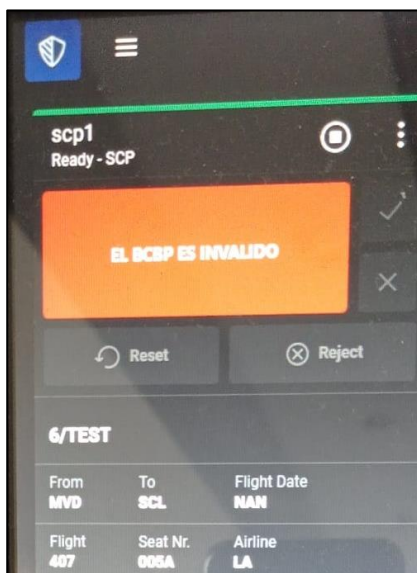 scp1
Ready - SCP
EL BCBP ES INVALIDO
Reset Reject
6/TEST
From To Flight Date
MVD SCL NAN
Flight Seat Nr. Airline
407 005A LA